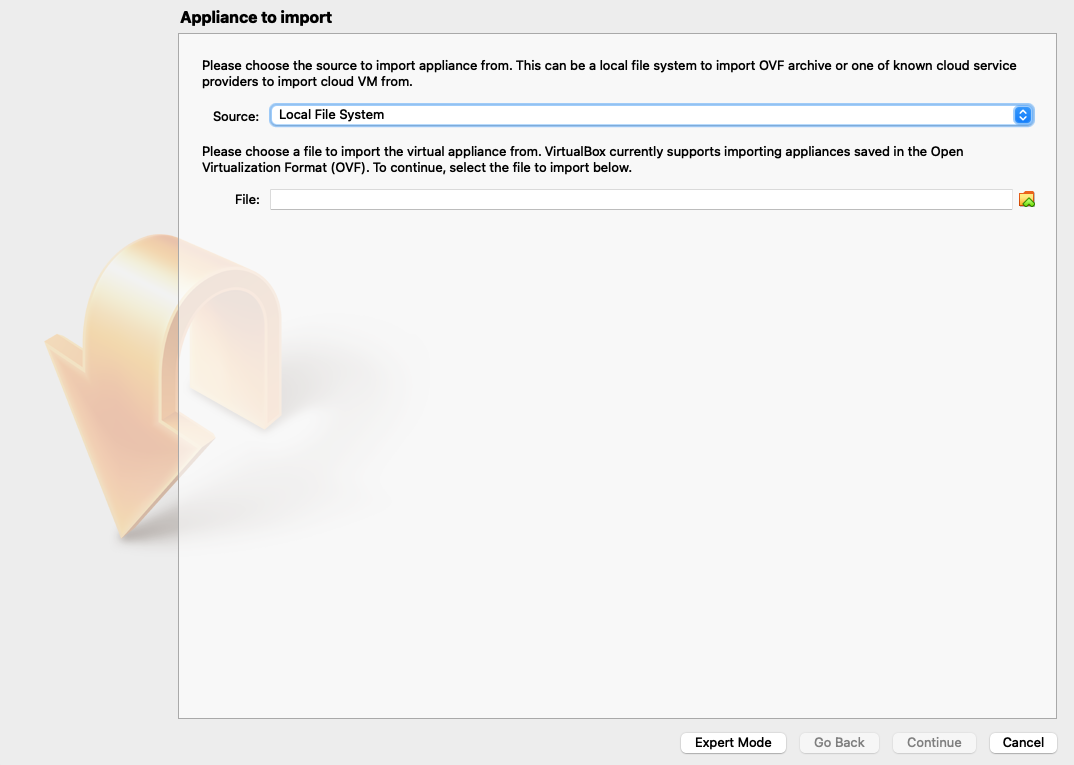 Appliance to import
Please choose the source to import appliance from. This can be a local file system to import OVF archive or one of known cloud service
providers to import cloud VM from.
Source: Local File System
Please choose a file to import the virtual appliance from. VirtualBox currently supports importing appliances saved in the Open
Virtualization Format (OVF). To continue, select the file to import below.
File:
Expert Mode Go Back Continue Cancel